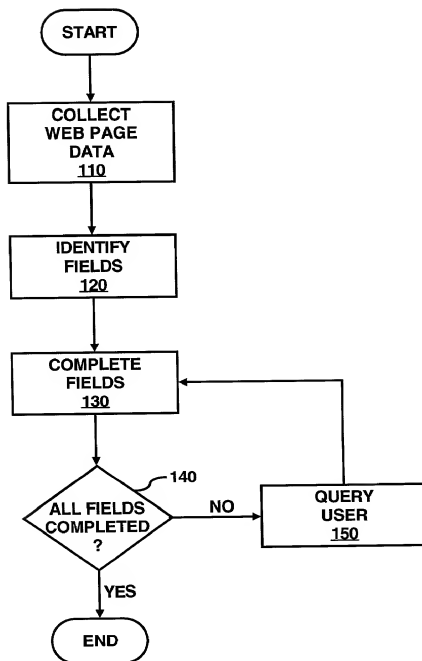 START
COLLECT
WEB PAGE
DATA
110
IDENTIFY
FIELDS
120
COMPLETE
FIELDS
130
140
ALL FIELDS
COMPLETED
?
NO
QUERY
USER
150
YES
END